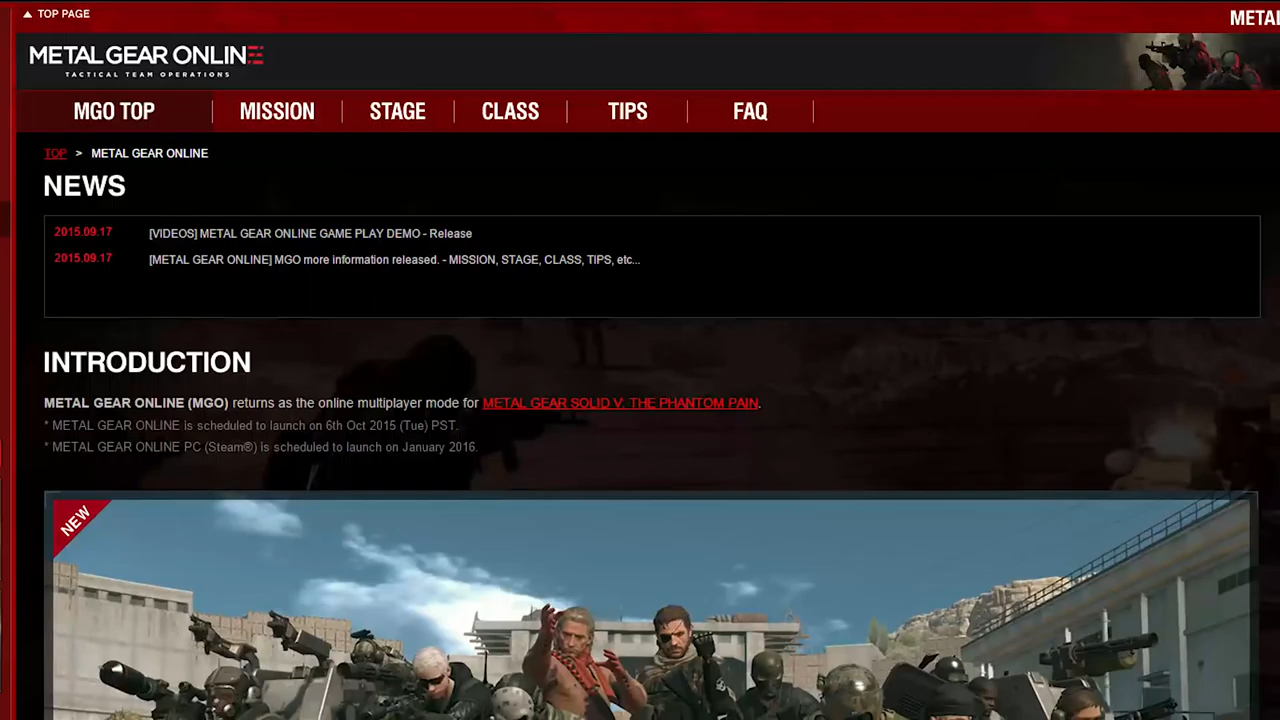 TOP PAGE
METAL GEAR ONLINE
TACTICAL TEAM OPERATIONS
MGO TOP
MISSION
STAGE
CLASS
TIPS
FAQ
TOP > METAL GEAR ONLINE
NEWS
2015.09.17 [VIDEOS] METAL GEAR ONLINE GAME PLAY DEMO - Release
2015.09.17 [METAL GEAR ONLINE] MGO more information released. - MISSION, STAGE, CLASS, TIPS, etc...
INTRODUCTION
METAL GEAR ONLINE (MGO) returns as the online multiplayer mode for METAL GEAR SOLID V: THE PHANTOM PAIN.
* METAL GEAR ONLINE is scheduled to launch on 6th Oct 2015 (Tue) PST.
* METAL GEAR ONLINE PC (Steam®) is scheduled to launch on January 2016.
NEW